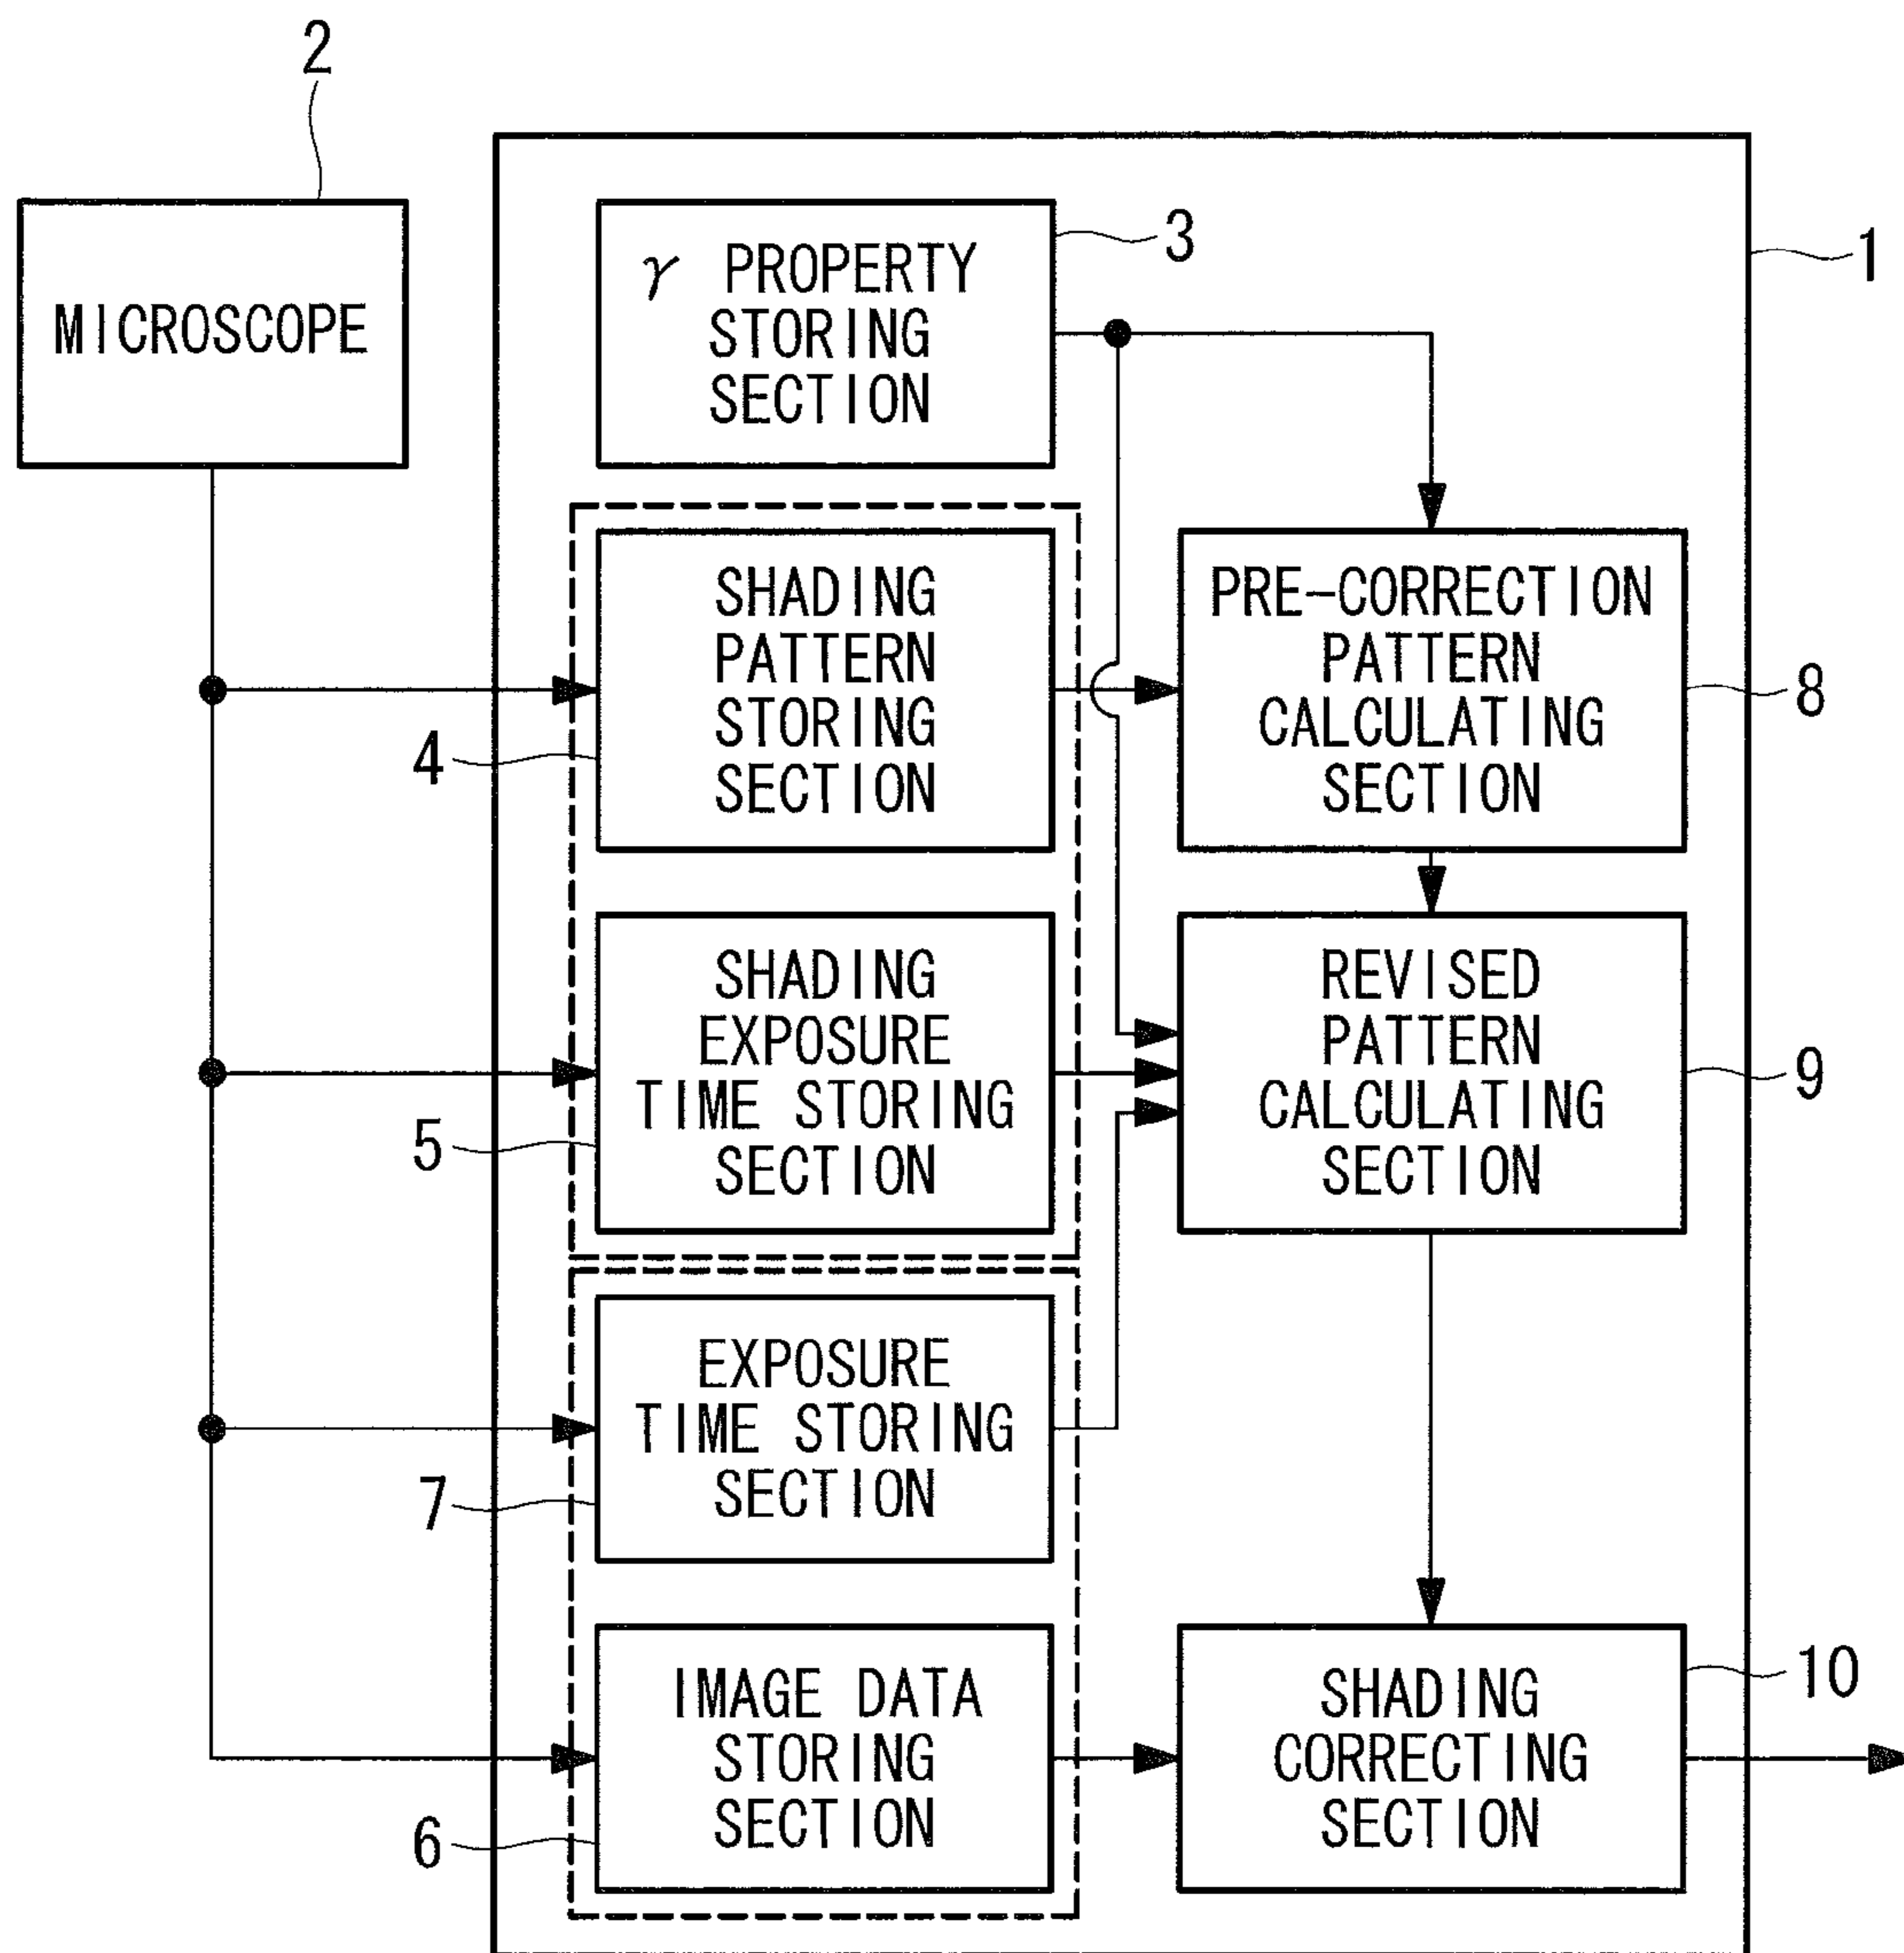 2
MICROSCOPE
γ PROPERTY
STORING
SECTION
3
1
SHADING
PATTERN
STORING
SECTION
4
PRE-CORRECTION
PATTERN
CALCULATING
SECTION
8
SHADING
EXPOSURE
TIME STORING
SECTION
5
REVISED
PATTERN
CALCULATING
SECTION
9
EXPOSURE
TIME STORING
SECTION
7
IMAGE DATA
STORING
SECTION
6
SHADING
CORRECTING
SECTION
10